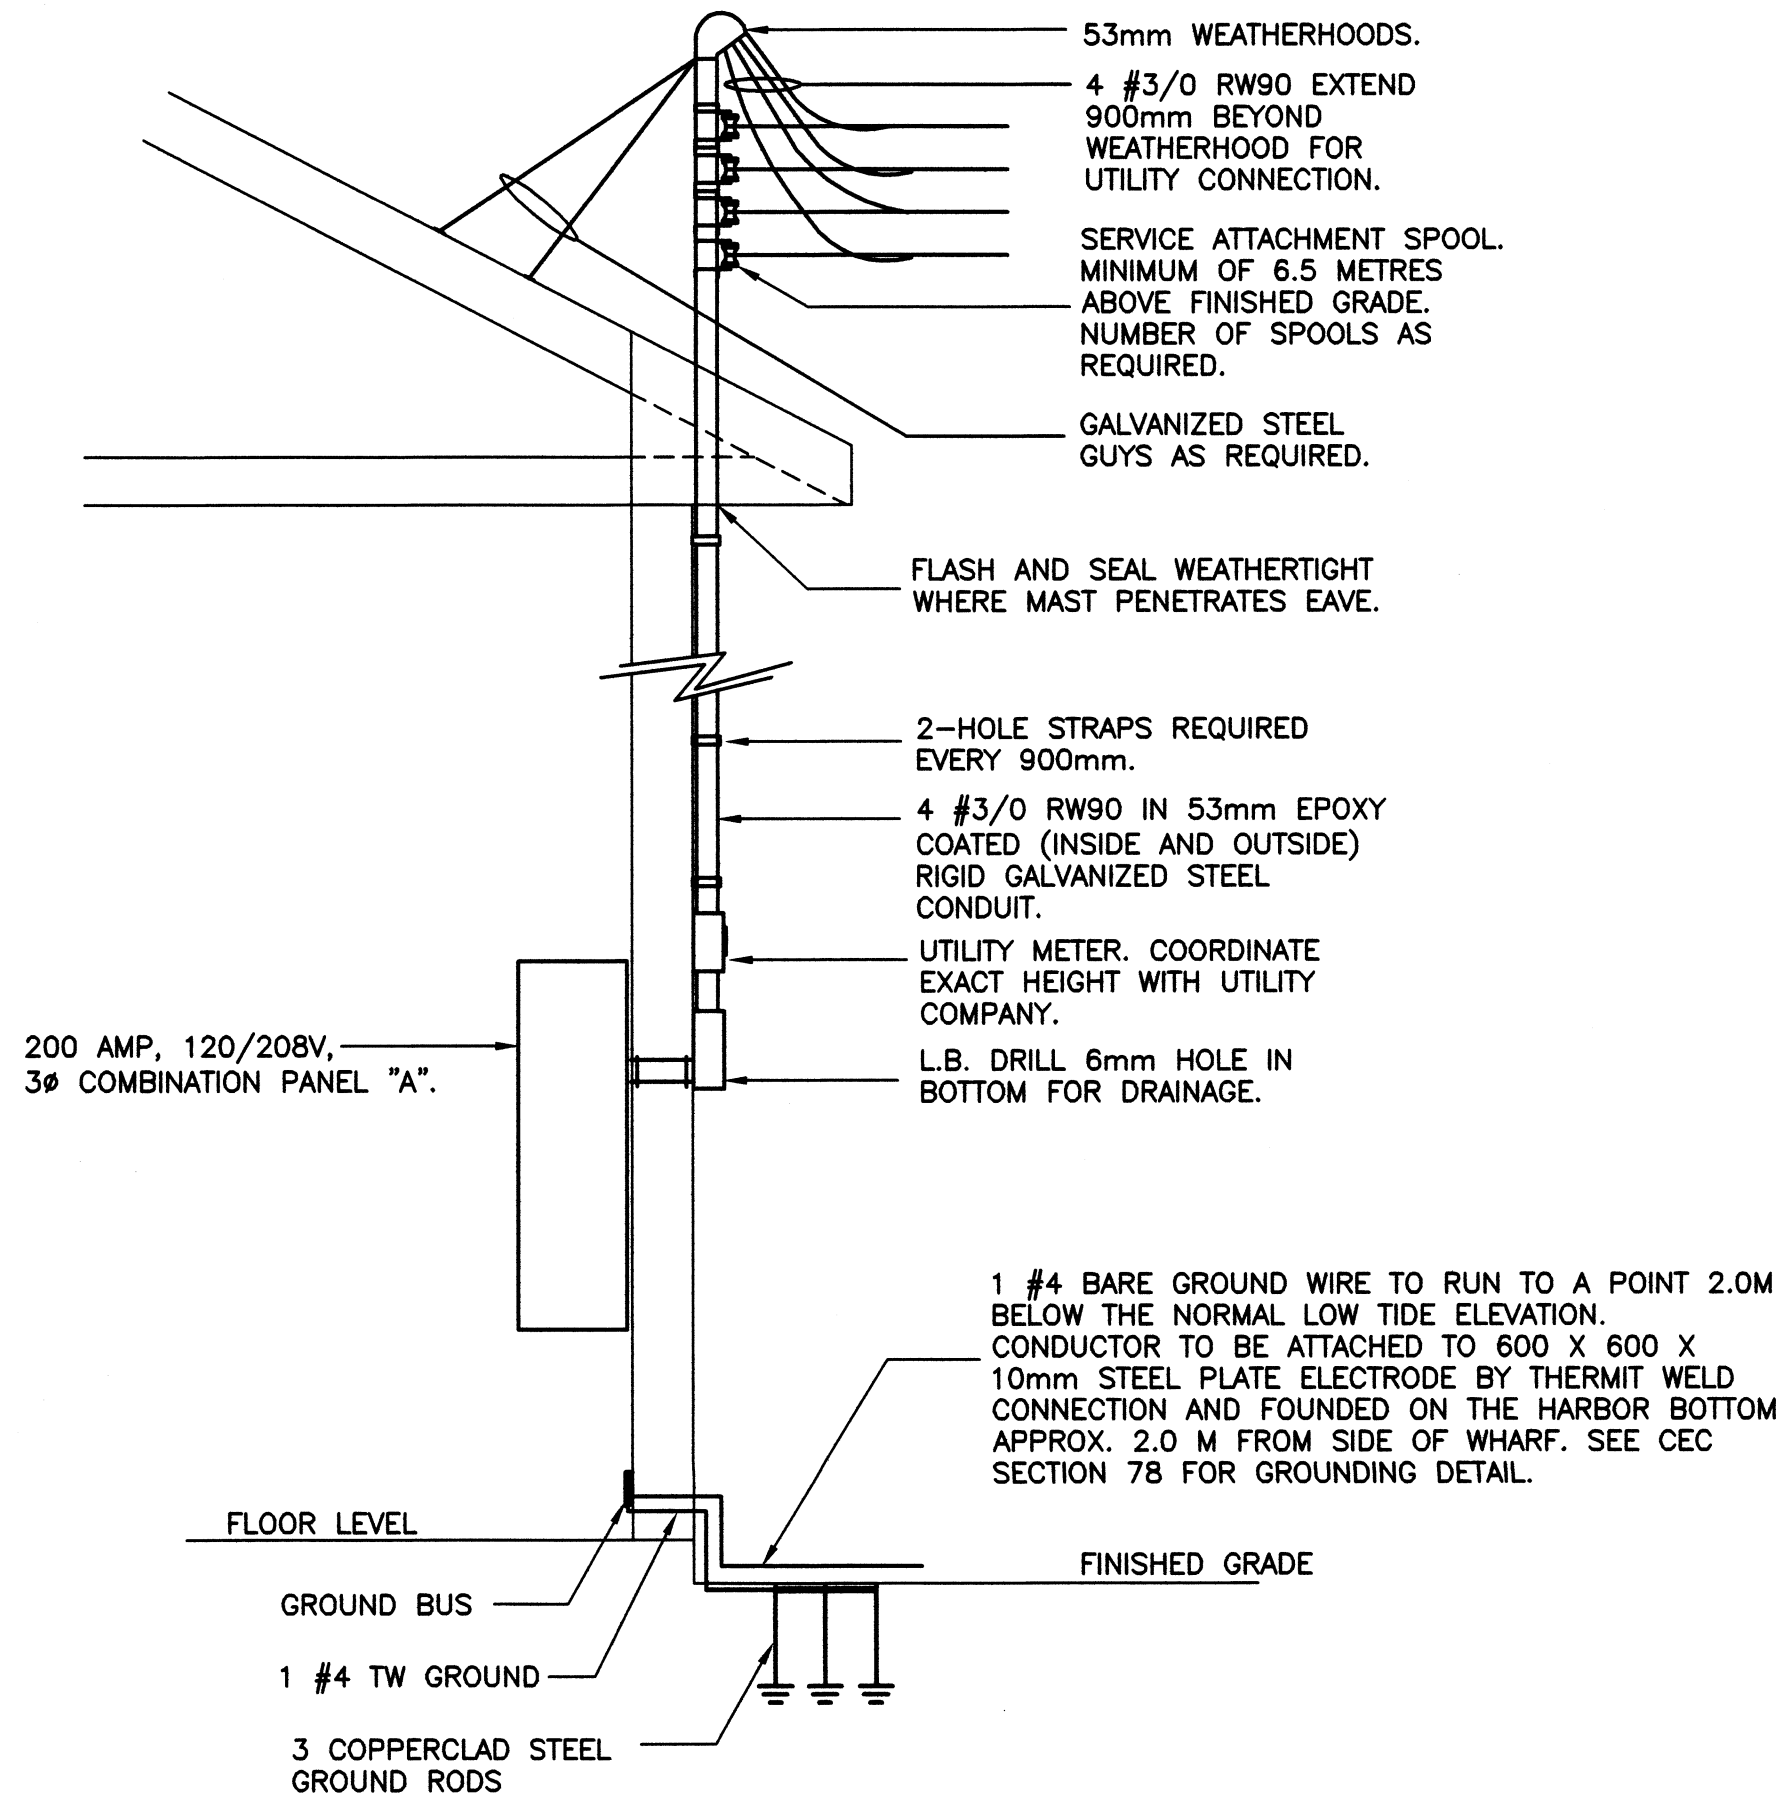 53mm WEATHERHOODS.
4 #3/0 RW90 EXTEND
900mm BEYOND
WEATHERHOOD FOR
UTILITY CONNECTION.
SERVICE ATTACHMENT SPOOL.
MINIMUM OF 6.5 METRES
ABOVE FINISHED GRADE.
NUMBER OF SPOOLS AS
REQUIRED.
GALVANIZED STEEL
GUYS AS REQUIRED.
FLASH AND SEAL WEATHERTIGHT
WHERE MAST PENETRATES EAVE.
2-HOLE STRAPS REQUIRED
EVERY 900mm.
4 #3/0 RW90 IN 53mm EPOXY
COATED (INSIDE AND OUTSIDE)
RIGID GALVANIZED STEEL
CONDUIT.
UTILITY METER. COORDINATE
EXACT HEIGHT WITH UTILITY
COMPANY.
200 AMP, 120/208V,
3ø COMBINATION PANEL "A".
L.B. DRILL 6mm HOLE IN
BOTTOM FOR DRAINAGE.
1 #4 BARE GROUND WIRE TO RUN TO A POINT 2.0M
BELOW THE NORMAL LOW TIDE ELEVATION.
CONDUCTOR TO BE ATTACHED TO 600 X 600 X
10mm STEEL PLATE ELECTRODE BY THERMIT WELD
CONNECTION AND FOUNDED ON THE HARBOR BOTTOM
APPROX. 2.0 M FROM SIDE OF WHARF. SEE CEC
SECTION 78 FOR GROUNDING DETAIL.
FLOOR LEVEL
FINISHED GRADE
GROUND BUS
1 #4 TW GROUND
3 COPPERCLAD STEEL
GROUND RODS